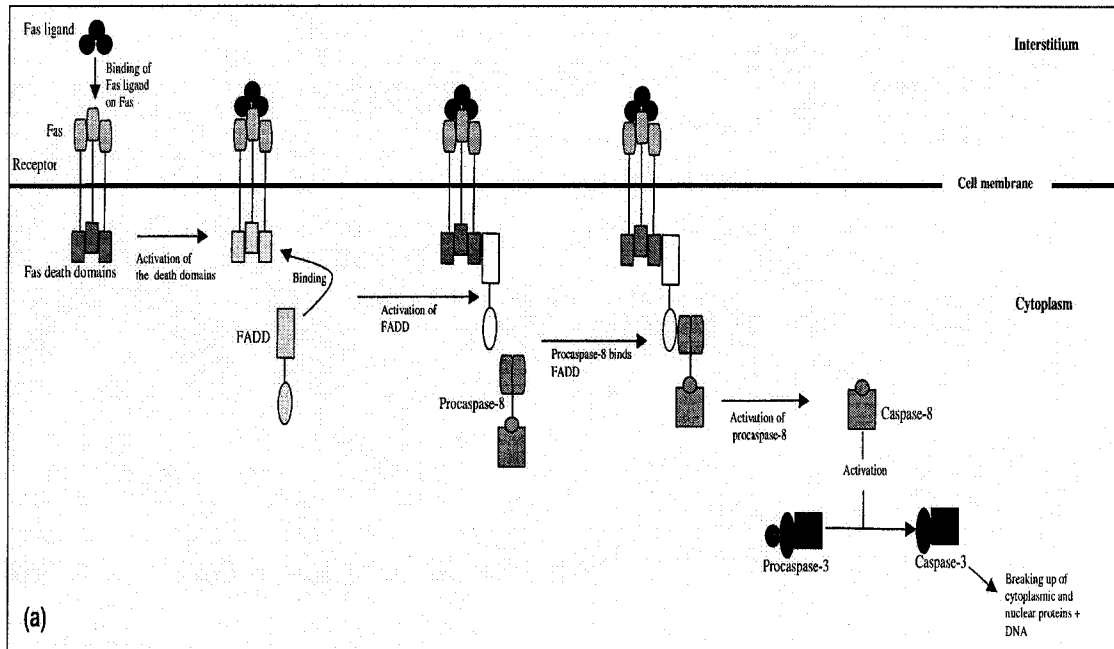 Fas ligand
Interstitium
Binding of
Fas ligand
on Fas
Fas
Receptor
Cell membrane
Fas death domains
Activation of
the death domains
Binding
Activation of
FADD
Cytoplasm
FADD
Procaspase-8 binds
FADD
Procaspase-8
Activation of
procaspase-8
Caspase-8
Activation
Procaspase-3
Caspase-3
Breaking up of
cytoplasmic and
nuclear proteins +
DNA
(a)